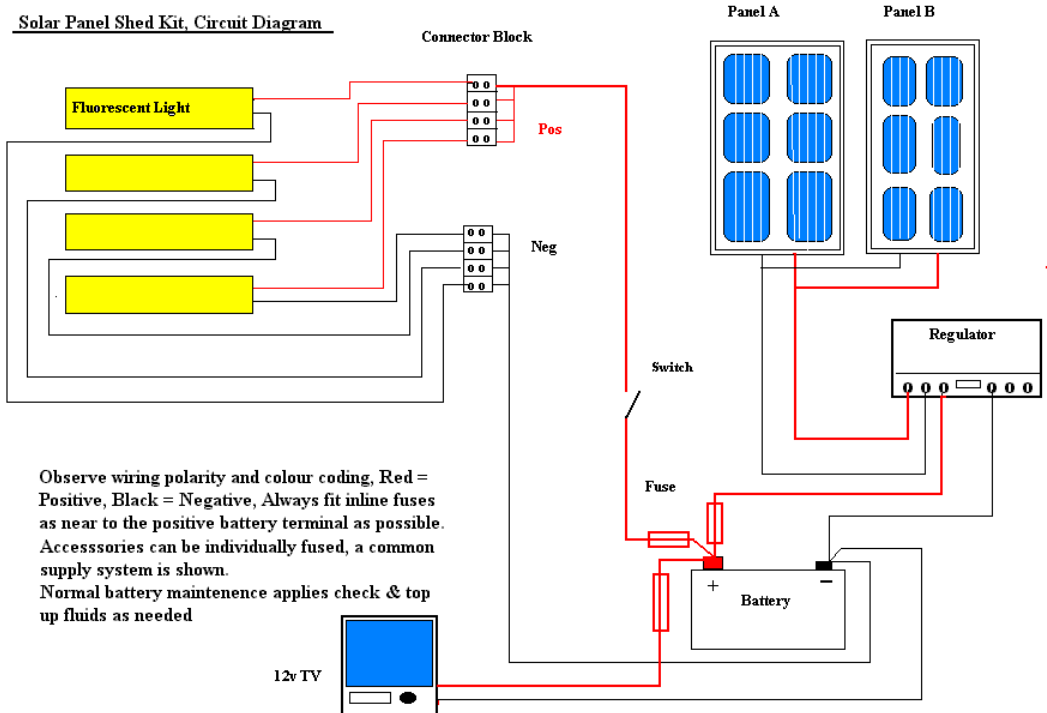 Solar Panel Shed Kit, Circuit Diagram
Panel A
Panel B
Connector Block
Fluorescent Light
Pos
Neg
Regulator
Switch
Observe wiring polarity and colour coding, Red =
Positive, Black = Negative, Always fit inline fuses
as near to the positive battery terminal as possible.
Accesssories can be individually fused, a common
supply system is shown.
Normal battery maintenence applies check & top
up fluids as needed
Fuse
+
−
Battery
12v TV